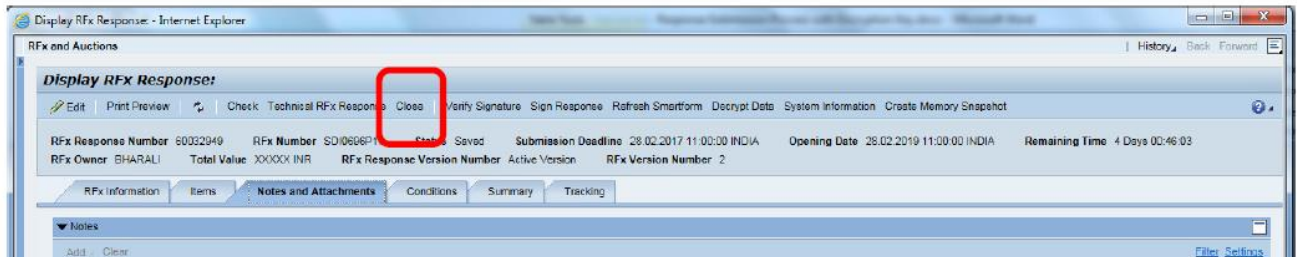 Display RFx Response: - Internet Explorer
RFx and Auctions | History Back Forward
Display RFx Response:
Edit | Print Preview Check Technical RFx Response Close Verify Signature Sign Response Refresh Smartform Decrypt Data System Information Create Memory Snapshot
RFx Response Number 60032949 RFx Number Status Saved Submission Deadline 28.02.2017 11:00:00 INDIA Opening Date 28.02.2019 11:00:00 INDIA Remaining Time 4 Days 00:46:03
RFx Owner BHARALI Total Value XXXXX INR RFx Response Version Number Active Version RFx Version Number 2
RFx Information Items Notes and Attachments Conditions Summary Tracking
Notes
Add Clear Filter Settings